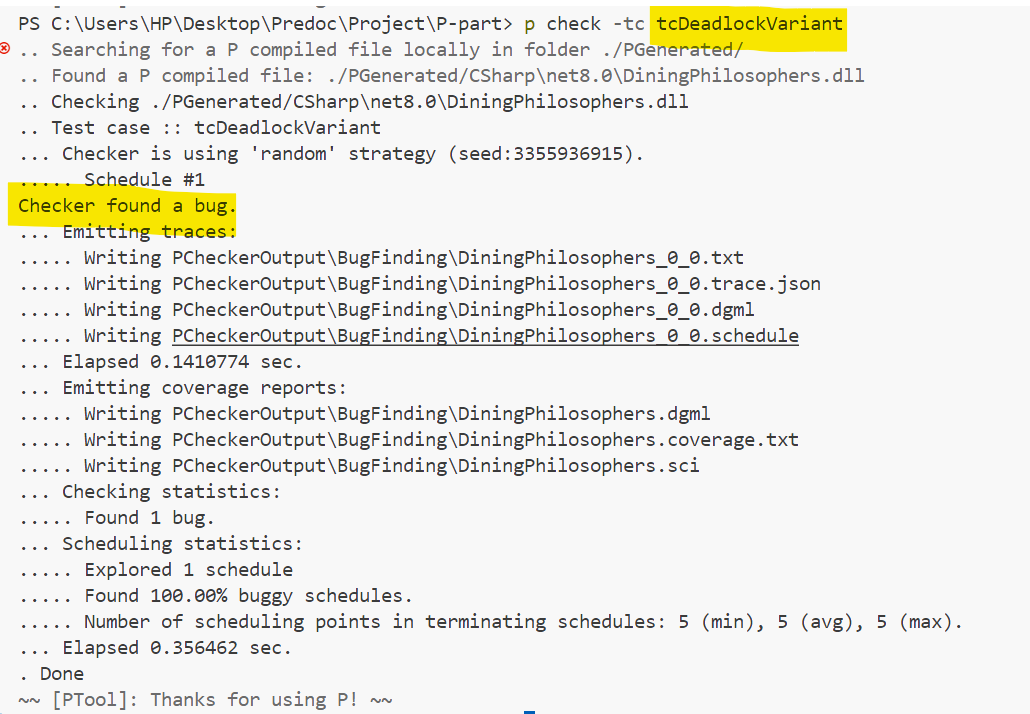 PS C:\Users\HP\Desktop\Predoc\Project\P-part> p check -tc tcDeadlockVariant
.. Searching for a P compiled file locally in folder ./PGenerated/
.. Found a P compiled file: ./PGenerated/CSharp\net8.0\DiningPhilosophers.dll
.. Checking ./PGenerated/CSharp\net8.0\DiningPhilosophers.dll
.. Test case :: tcDeadlockVariant
... Checker is using 'random' strategy (seed:3355936915).
..... Schedule #1
Checker found a bug.
... Emitting traces:
..... Writing PCheckerOutput\BugFinding\DiningPhilosophers_0_0.txt
..... Writing PCheckerOutput\BugFinding\DiningPhilosophers_0_0.trace.json
..... Writing PCheckerOutput\BugFinding\DiningPhilosophers_0_0.dgml
..... Writing PCheckerOutput\BugFinding\DiningPhilosophers_0_0.schedule
... Elapsed 0.1410774 sec.
... Emitting coverage reports:
..... Writing PCheckerOutput\BugFinding\DiningPhilosophers.dgml
..... Writing PCheckerOutput\BugFinding\DiningPhilosophers.coverage.txt
..... Writing PCheckerOutput\BugFinding\DiningPhilosophers.sci
... Checking statistics:
..... Found 1 bug.
... Scheduling statistics:
..... Explored 1 schedule
..... Found 100.00% buggy schedules.
..... Number of scheduling points in terminating schedules: 5 (min), 5 (avg), 5 (max).
... Elapsed 0.356462 sec.
. Done
~~ [PTool]: Thanks for using P! ~~